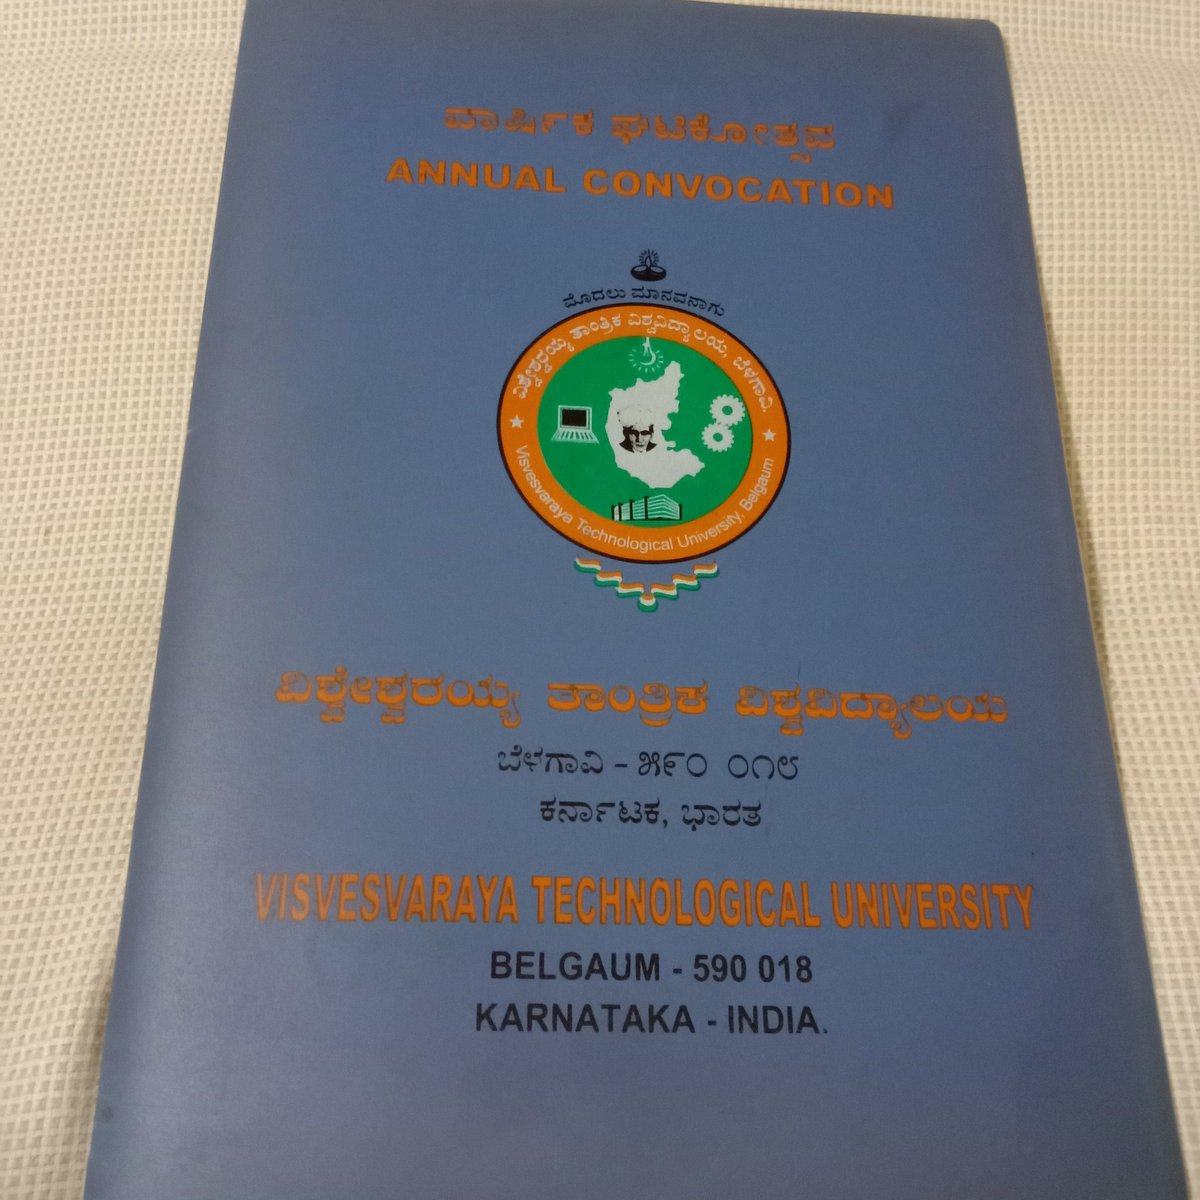 ವಾರ್ಷಿಕ ಘಟಿಕೋತ್ಸವ
ANNUAL CONVOCATION
ಮೊದಲು ಮಾನವನಾಗು
ವಿಶ್ವೇಶ್ವರಯ್ಯ ತಾಂತ್ರಿಕ ವಿಶ್ವವಿದ್ಯಾಲಯ, ಬೆಳಗಾವಿ.
Visvesvaraya Technological University, Belgaum
ವಿಶ್ವೇಶ್ವರಯ್ಯ ತಾಂತ್ರಿಕ ವಿಶ್ವವಿದ್ಯಾಲಯ
ಬೆಳಗಾವಿ - ೫೯೦ ೦೧೮
ಕರ್ನಾಟಕ, ಭಾರತ
VISVESVARAYA TECHNOLOGICAL UNIVERSITY
BELGAUM - 590 018
KARNATAKA - INDIA.